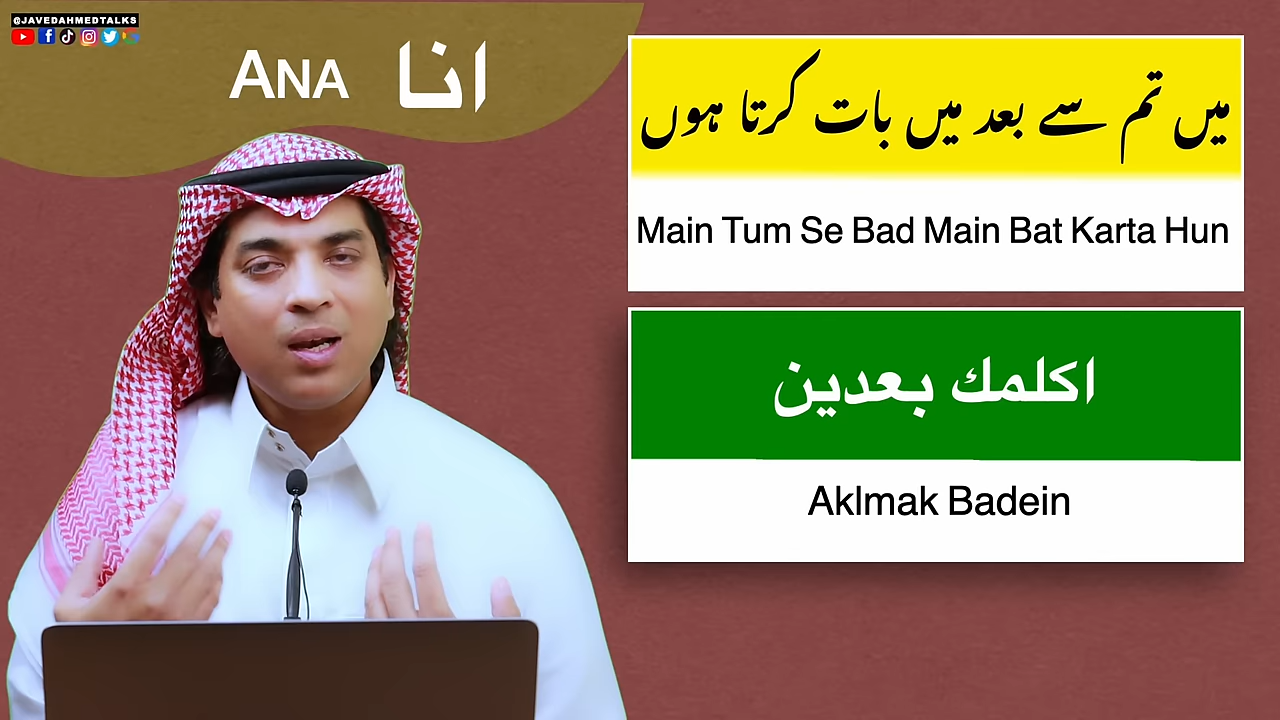 @JAVEDAHMEDTALKS
ANA انا
میں تم سے بعد میں بات کرتا ہوں
Main Tum Se Bad Main Bat Karta Hun
اكلمك بعدين
Aklmak Badein